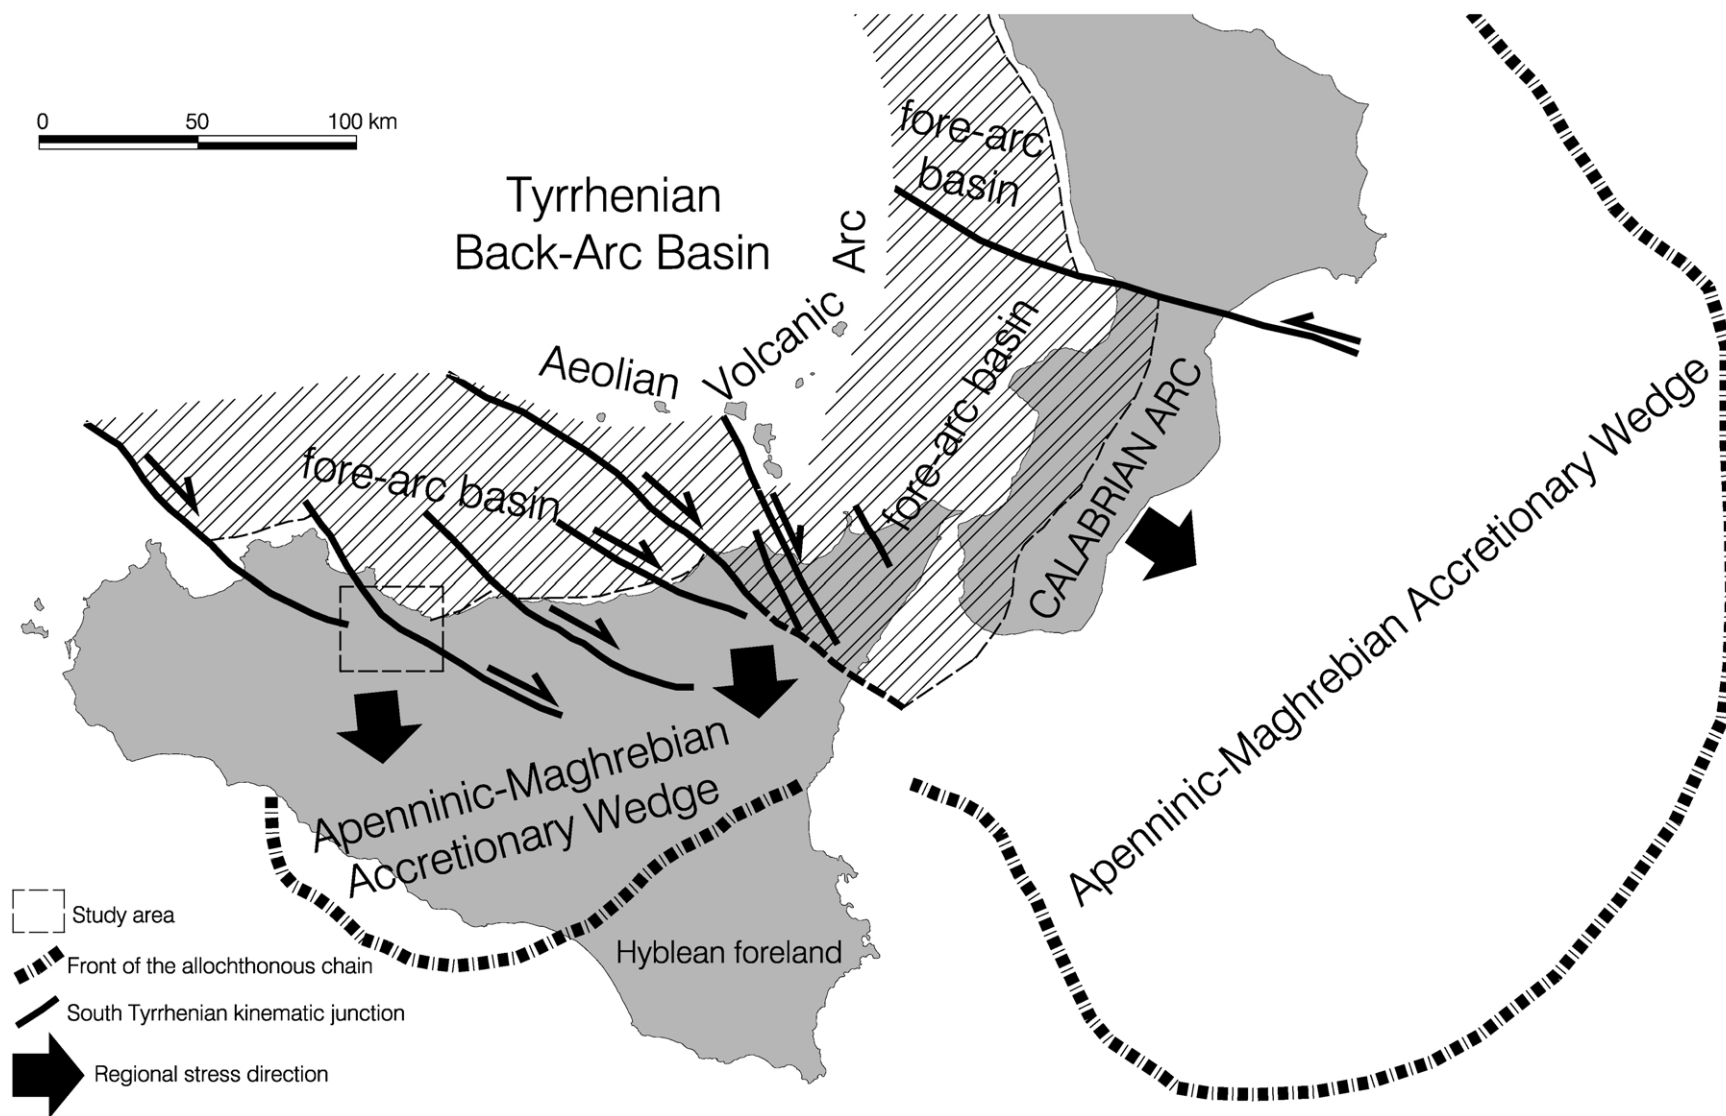 0 50 100 km
Tyrrhenian
Back-Arc Basin
Aeolian Volcanic Arc
fore-arc
basin
fore-arc basin
fore-arc basin
CALABRIAN ARC
Apenninic-Maghrebian Accretionary Wedge
Apenninic-Maghrebian
Accretionary Wedge
Hyblean foreland
Study area
Front of the allochthonous chain
South Tyrrhenian kinematic junction
Regional stress direction